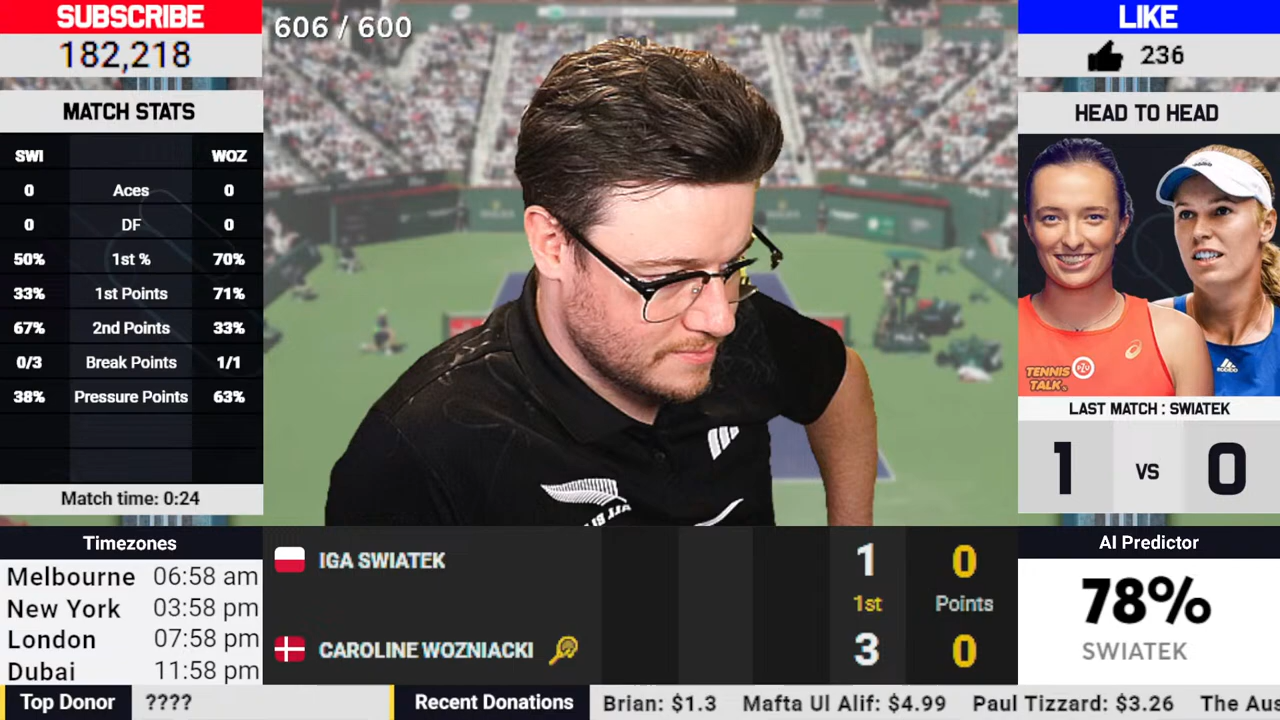 SUBSCRIBE
182,218
606 / 600
LIKE
236
MATCH STATS
SWI WOZ
0 Aces 0
0 DF 0
50% 1st % 70%
33% 1st Points 71%
67% 2nd Points 33%
0/3 Break Points 1/1
38% Pressure Points 63%
Match time: 0:24
HEAD TO HEAD
TENNIS
TALK
PZU
LAST MATCH : SWIATEK
1 VS 0
Timezones
Melbourne 06:58 am
New York 03:58 pm
London 07:58 pm
Dubai 11:58 pm
IGA SWIATEK 1 0
1st Points
CAROLINE WOZNIACKI 3 0
AI Predictor
78%
SWIATEK
Top Donor ???? Recent Donations Brian: $1.3 Mafta Ul Alif: $4.99 Paul Tizzard: $3.26 The Aus